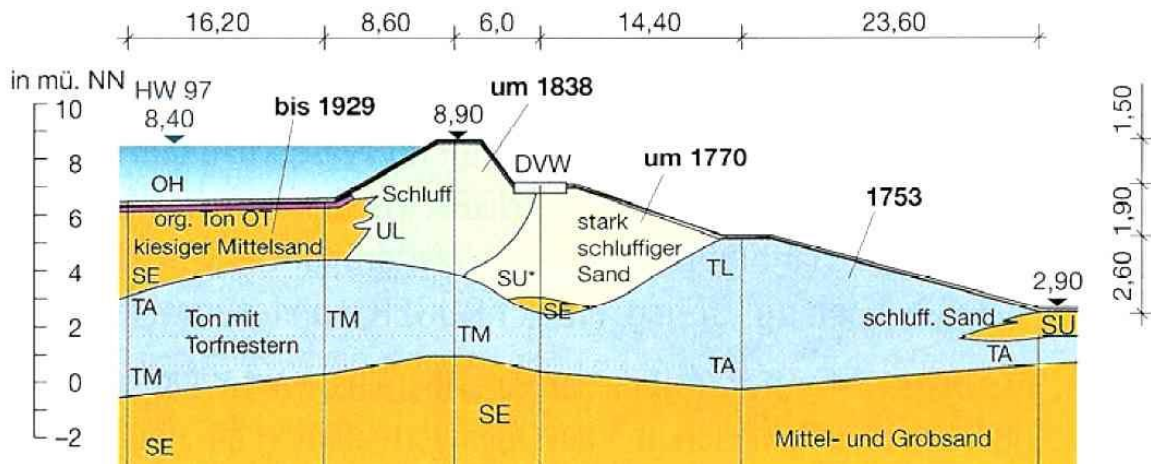 16,20 8,60 6,0 14,40 23,60
in mü. NN
HW 97
8,40
bis 1929
um 1838
8,90
DVW
um 1770
1753
10
8
6
4
2
0
–2
OH
org. Ton OT
kiesiger Mittelsand
SE
TA
Ton mit
Torfnestern
TM
SE
Schluff
UL
TM
TM
SE
stark
schluffiger
Sand
SU*
SE
TL
TA
schluff. Sand
2,90
SU
TA
Mittel- und Grobsand
1,50
1,90
2,60